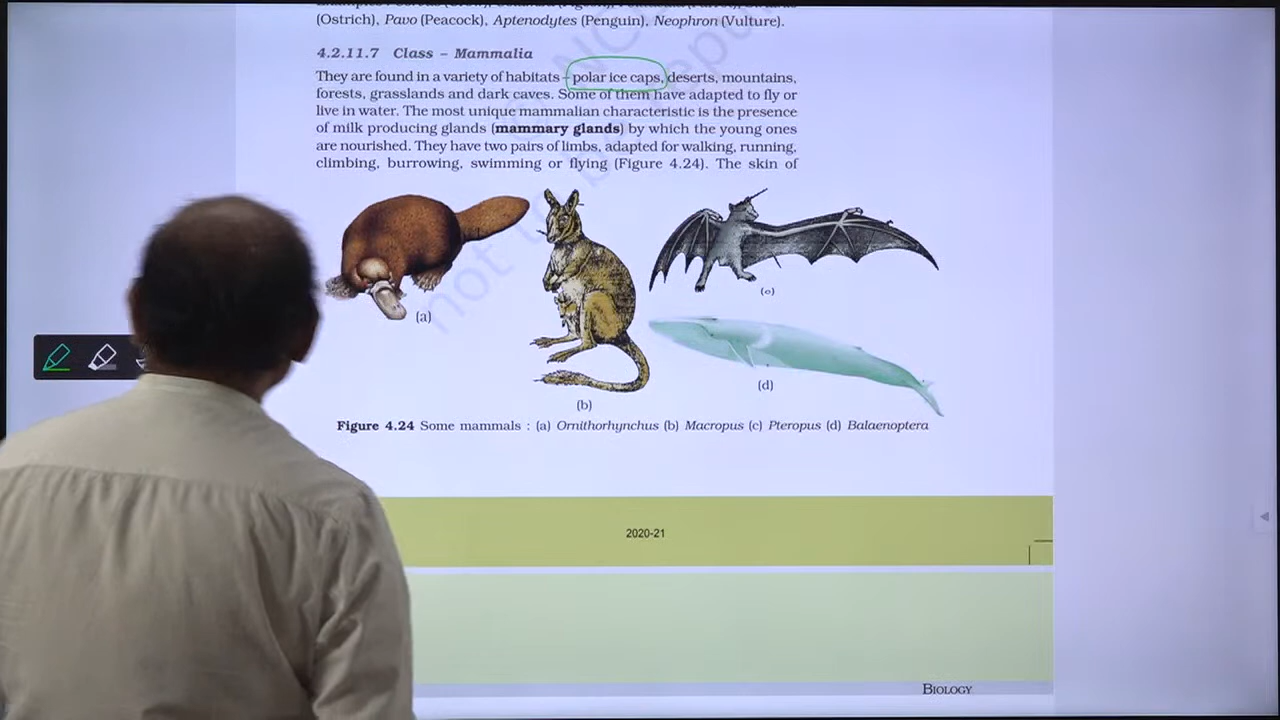 (Ostrich), Pavo (Peacock), Aptenodytes (Penguin), Neophron (Vulture).
4.2.11.7 Class – Mammalia
They are found in a variety of habitats – polar ice caps, deserts, mountains,
forests, grasslands and dark caves. Some of them have adapted to fly or
live in water. The most unique mammalian characteristic is the presence
of milk producing glands (mammary glands) by which the young ones
are nourished. They have two pairs of limbs, adapted for walking, running,
climbing, burrowing, swimming or flying (Figure 4.24). The skin of
not to be
(a)
(b)
(c)
(d)
Figure 4.24 Some mammals : (a) Ornithorhynchus (b) Macropus (c) Pteropus (d) Balaenoptera
2020-21
BIOLOGY